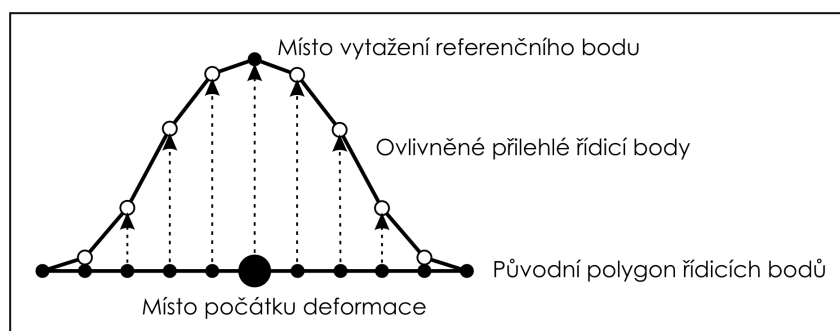 Místo vytažení referenčního bodu
Ovlivněné přilehlé řídicí body
Původní polygon řídicích bodů
Místo počátku deformace